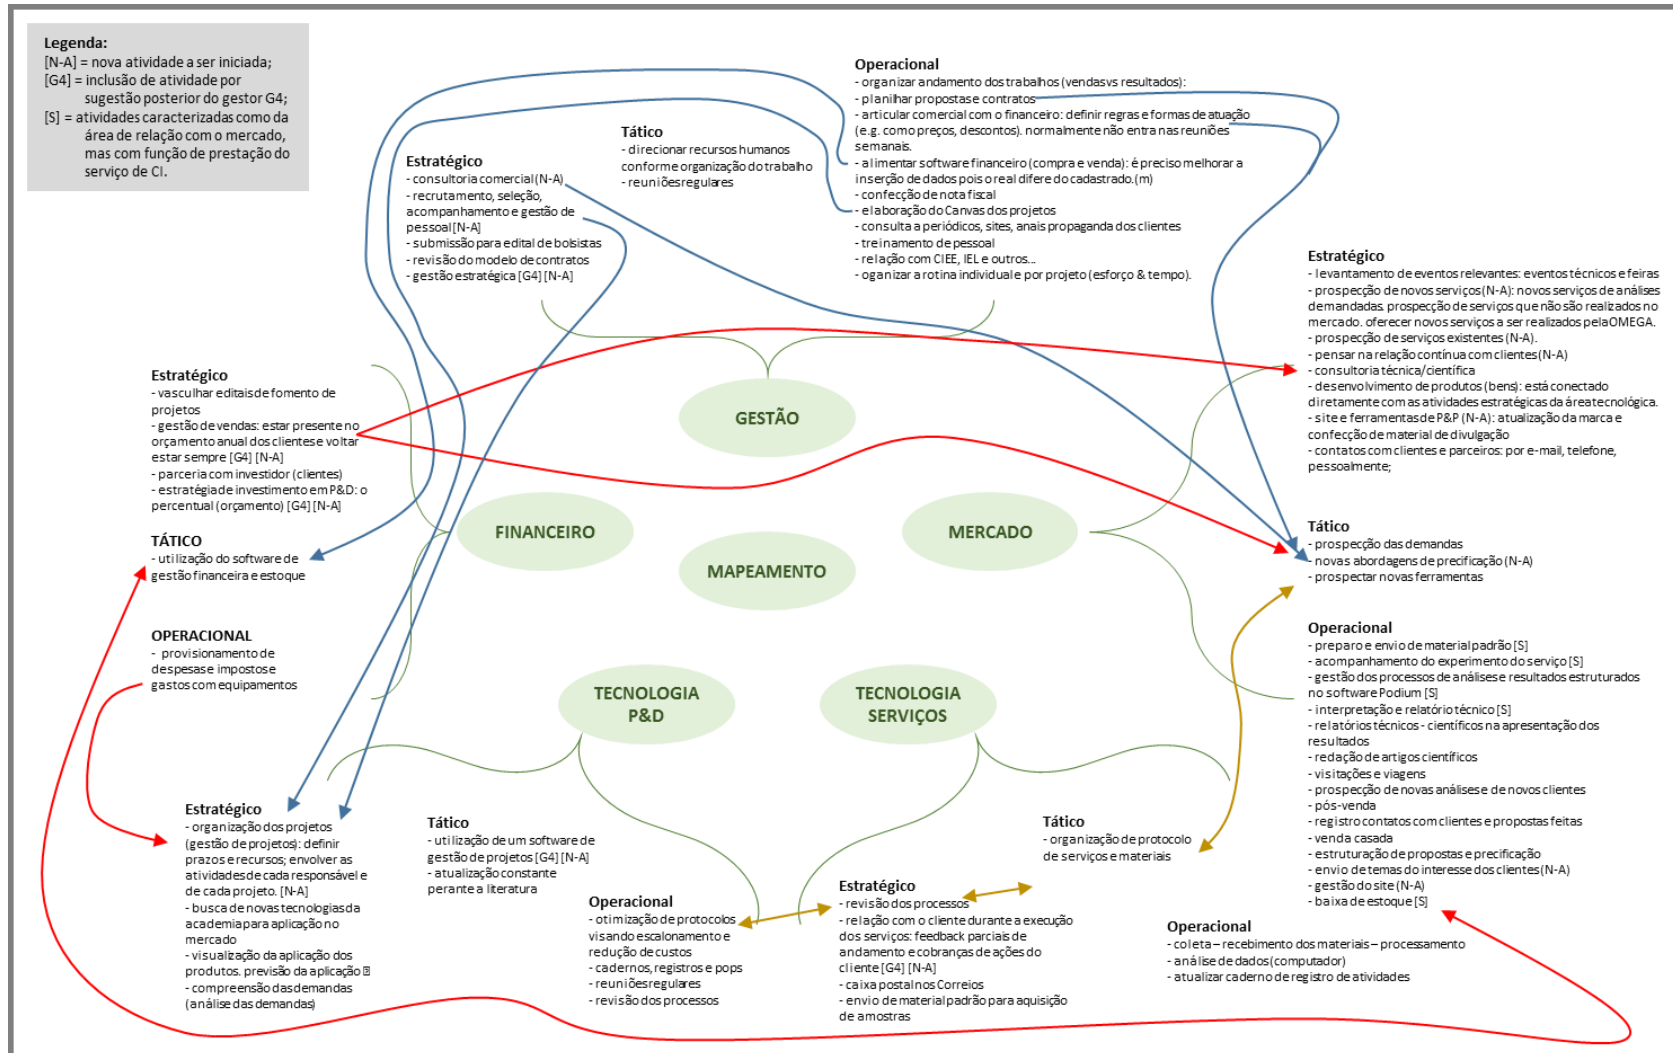 Legenda:
[N-A] = nova atividade a ser iniciada;
[G4] = inclusão de atividade por
sugestão posterior do gestor G4;
[S] = atividades caracterizadas como da
área de relação com o mercado,
mas com função de prestação do
serviço de CI.
Estratégico
- consultoria comercial (N-A)
- recrutamento, seleção,
acompanhamento e gestão de
pessoal [N-A]
- submissão para edital de bolsistas
- revisão do modelo de contratos
- gestão estratégica [G4] [N-A]
Tático
- direcionar recursos humanos
conforme organização do trabalho
- reuniões regulares
Operacional
- organizar andamento dos trabalhos (vendas vs resultados):
- planilhar propostas e contratos
- articular comercial com o financeiro: definir regras e formas de atuação
(e.g. como preços, descontos). normalmente não entra nas reuniões
semanais.
- alimentar software financeiro (compra e venda): é preciso melhorar a
inserção de dados pois o real difere do cadastrado.(m)
- confecção de nota fiscal
- elaboração do Canvas dos projetos
- consulta a periódicos, sites, anais propaganda dos clientes
- treinamento de pessoal
- relação com CIEE, IEL e outros...
- oganizar a rotina individual e por projeto (esforço & tempo).
Estratégico
- levantamento de eventos relevantes: eventos técnicos e feiras
- prospecção de novos serviços (N-A): novos serviços de análises
demandadas. prospecção de serviços que não são realizados no
mercado. oferecer novos serviços a ser realizados pela OMEGA.
- prospecção de serviços existentes (N-A).
- pensar na relação contínua com clientes (N-A)
- consultoria técnica/científica
- desenvolvimento de produtos (bens): está conectado
diretamente com as atividades estratégicas da área tecnológica.
- site e ferramentas de P&P (N-A): atualização da marca e
confecção de material de divulgação
- contatos com clientes e parceiros: por e-mail, telefone,
pessoalmente;
Estratégico
- vasculhar editais de fomento de
projetos
- gestão de vendas: estar presente no
orçamento anual dos clientes e voltar
estar sempre [G4] [N-A]
- parceria com investidor (clientes)
- estratégia de investimento em P&D: o
percentual (orçamento) [G4] [N-A]
TÁTICO
- utilização do software de
gestão financeira e estoque
OPERACIONAL
- provisionamento de
despesas e impostos e
gastos com equipamentos
GESTÃO
FINANCEIRO
MERCADO
MAPEAMENTO
TECNOLOGIA
P&D
TECNOLOGIA
SERVIÇOS
Tático
- prospecção das demandas
- novas abordagens de precificação (N-A)
- prospectar novas ferramentas
Operacional
- preparo e envio de material padrão [S]
- acompanhamento do experimento do serviço [S]
- gestão dos processos de análises e resultados estruturados
no software Podium [S]
- interpretação e relatório técnico [S]
- relatórios técnicos - científicos na apresentação dos
resultados
- redação de artigos científicos
- visitações e viagens
- prospecção de novas análises e de novos clientes
- pós-venda
- registro contatos com clientes e propostas feitas
- venda casada
- estruturação de propostas e precificação
- envio de temas do interesse dos clientes (N-A)
- gestão do site (N-A)
- baixa de estoque [S]
Estratégico
- organização dos projetos
(gestão de projetos): definir
prazos e recursos; envolver as
atividades de cada responsável e
de cada projeto. [N-A]
- busca de novas tecnologias da
academia para aplicação no
mercado
- visualização da aplicação dos
produtos. previsão da aplicação
- compreensão das demandas
(análise das demandas)
Tático
- utilização de um software de
gestão de projetos [G4] [N-A]
- atualização constante
perante a literatura
Operacional
- otimização de protocolos
visando escalonamento e
redução de custos
- cadernos, registros e pops
- reuniões regulares
- revisão dos processos
Estratégico
- revisão dos processos
- relação com o cliente durante a execução
dos serviços: feedback parciais de
andamento e cobranças de ações do
cliente [G4] [N-A]
- caixa postal nos Correios
- envio de material padrão para aquisição
de amostras
Tático
- organização de protocolo
de serviços e materiais
Operacional
- coleta – recebimento dos materiais – processamento
- análise de dados (computador)
- atualizar caderno de registro de atividades